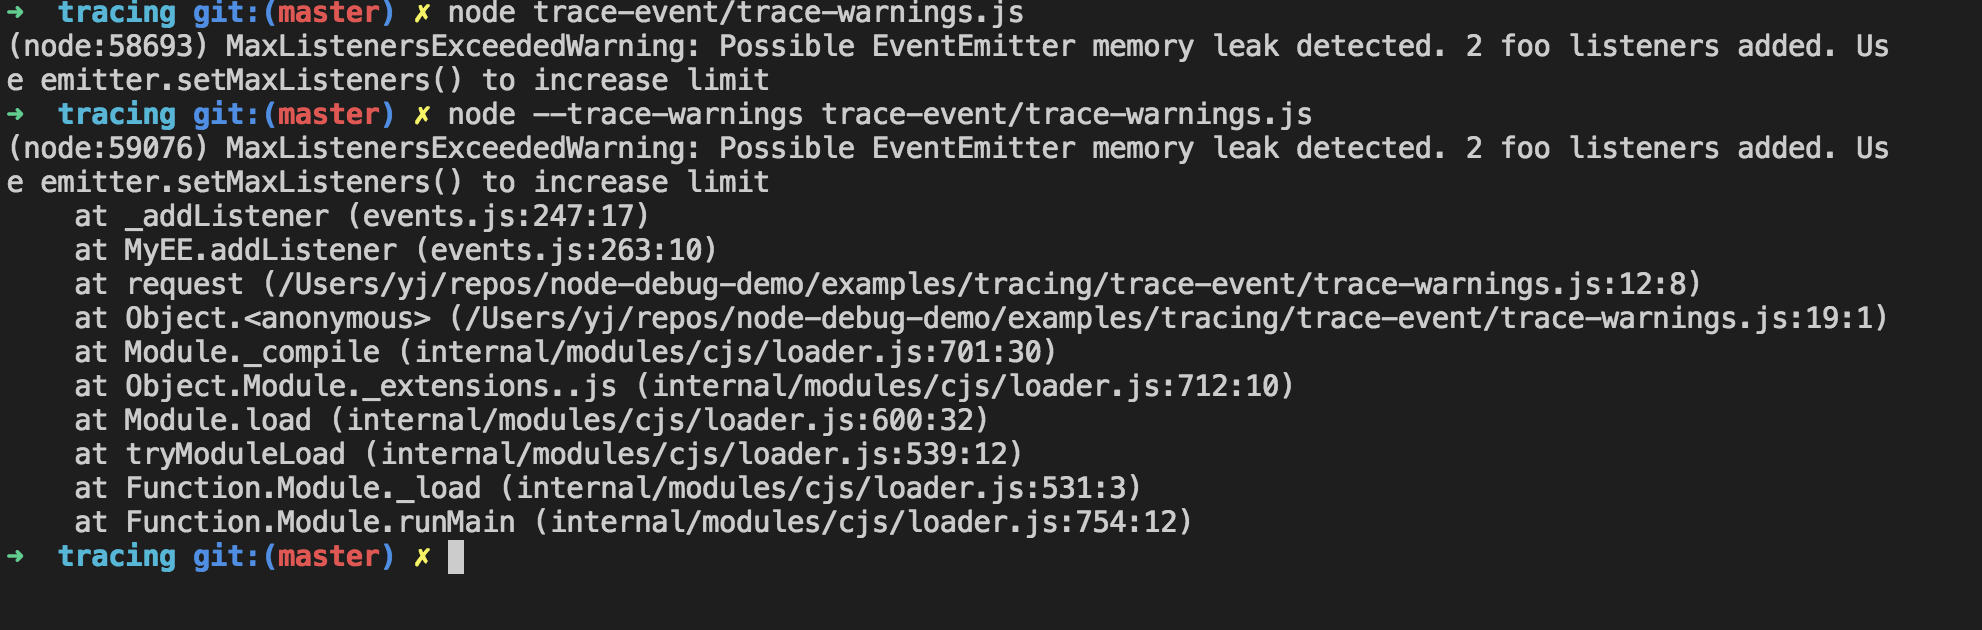 ➜  tracing git:(master) ✗ node trace-event/trace-warnings.js
(node:58693) MaxListenersExceededWarning: Possible EventEmitter memory leak detected. 2 foo listeners added. Us
e emitter.setMaxListeners() to increase limit
➜  tracing git:(master) ✗ node --trace-warnings trace-event/trace-warnings.js
(node:59076) MaxListenersExceededWarning: Possible EventEmitter memory leak detected. 2 foo listeners added. Us
e emitter.setMaxListeners() to increase limit
    at _addListener (events.js:247:17)
    at MyEE.addListener (events.js:263:10)
    at request (/Users/yj/repos/node-debug-demo/examples/tracing/trace-event/trace-warnings.js:12:8)
    at Object.<anonymous> (/Users/yj/repos/node-debug-demo/examples/tracing/trace-event/trace-warnings.js:19:1)
    at Module._compile (internal/modules/cjs/loader.js:701:30)
    at Object.Module._extensions..js (internal/modules/cjs/loader.js:712:10)
    at Module.load (internal/modules/cjs/loader.js:600:32)
    at tryModuleLoad (internal/modules/cjs/loader.js:539:12)
    at Function.Module._load (internal/modules/cjs/loader.js:531:3)
    at Function.Module.runMain (internal/modules/cjs/loader.js:754:12)
➜  tracing git:(master) ✗